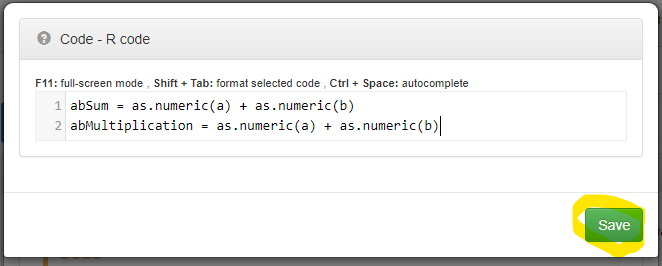 Code - R code
F11: full-screen mode , Shift + Tab: format selected code , Ctrl + Space: autocomplete
1 abSum = as.numeric(a) + as.numeric(b)
2 abMultiplication = as.numeric(a) + as.numeric(b)
Save